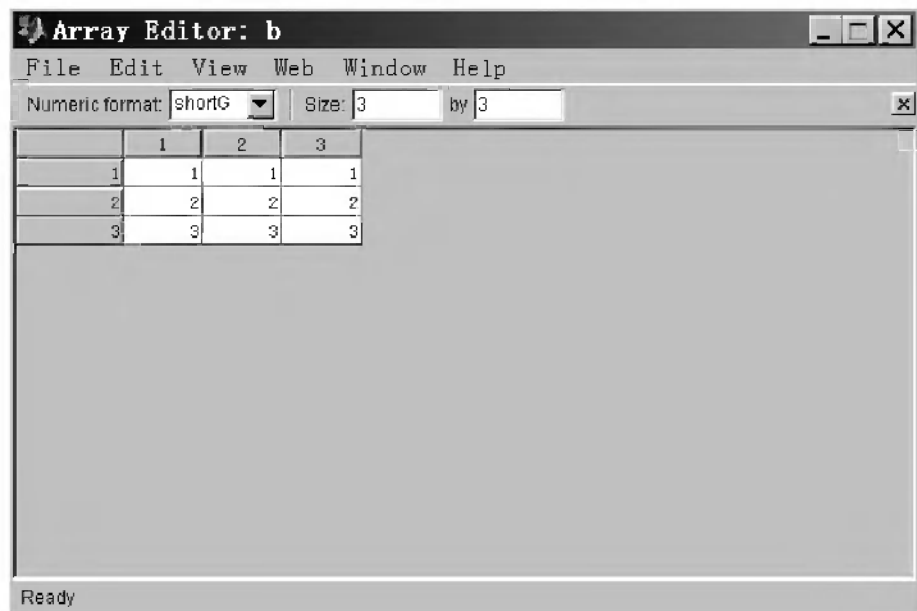 Array Editor: b
File Edit View Web Window Help
Numeric format: shortG Size: 3 by 3
1 2 3
1 1 1 1
2 2 2 2
3 3 3 3
Ready